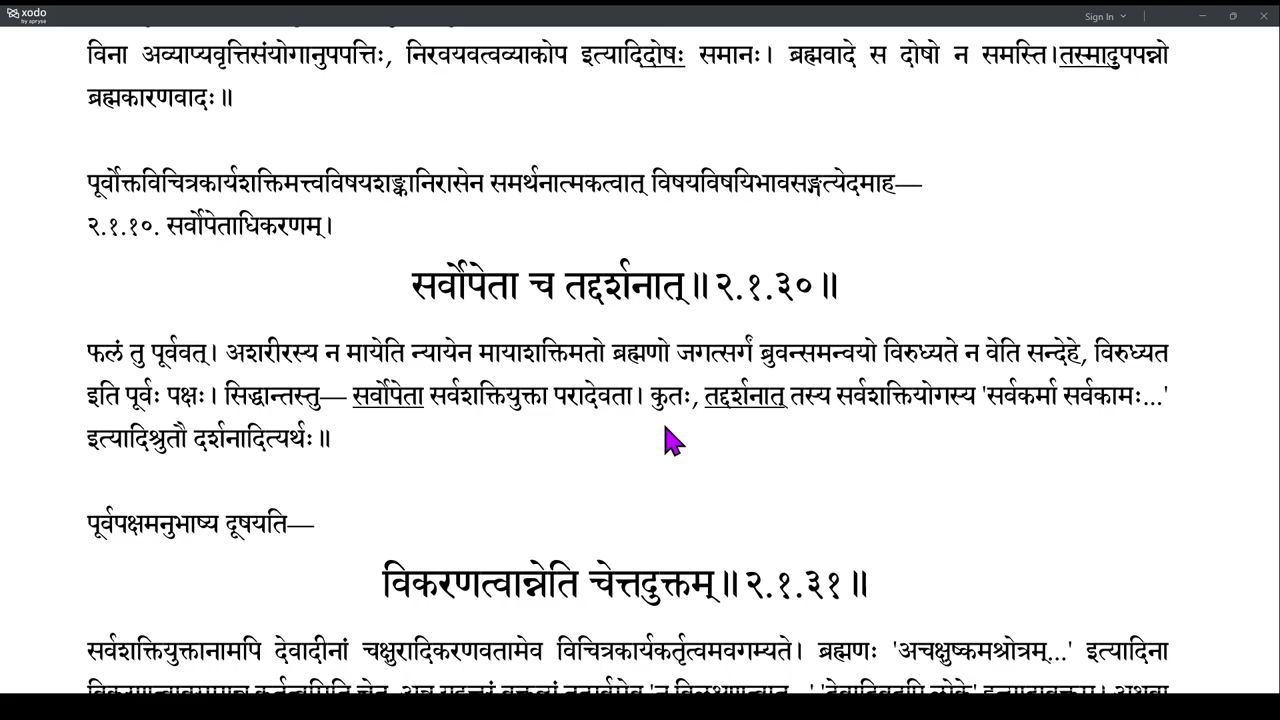 xodo
by apryse
Sign In
विना अव्याप्यवृत्तिसंयोगानुपपत्तिः, निरवयवत्वव्याकोप इत्यादिदोषः समानः। ब्रह्मवादे स दोषो न समस्ति।तस्मादुपपन्नो
ब्रह्मकारणवादः॥
पूर्वोक्तविचित्रकार्यशक्तिमत्त्वविषयशङ्कानिरासेन समर्थनात्मकत्वात् विषयविषयिभावसङ्गत्येदमाह—
२.१.१०. सर्वोपेताधिकरणम्।
सर्वोपेता च तद्दर्शनात्॥२.१.३०॥
फलं तु पूर्ववत्। अशरीरस्य न मायेति न्यायेन मायाशक्तिमतो ब्रह्मणो जगत्सर्गं ब्रुवन्समन्वयो विरुध्यते न वेति सन्देहे, विरुध्यत
इति पूर्वः पक्षः। सिद्धान्तस्तु— सर्वोपेता सर्वशक्तियुक्ता परादेवता। कुतः, तद्दर्शनात् तस्य सर्वशक्तियोगस्य 'सर्वकर्मा सर्वकामः...'
इत्यादिश्रुतौ दर्शनादित्यर्थः॥
पूर्वपक्षमनुभाष्य दूषयति—
विकरणत्वान्नेति चेत्तदुक्तम्॥२.१.३१॥
सर्वशक्तियुक्तानामपि देवादीनां चक्षुरादिकरणवतामेव विचित्रकार्यकर्तृत्वमवगम्यते। ब्रह्मणः 'अचक्षुष्कमश्रोत्रम्...' इत्यादिना